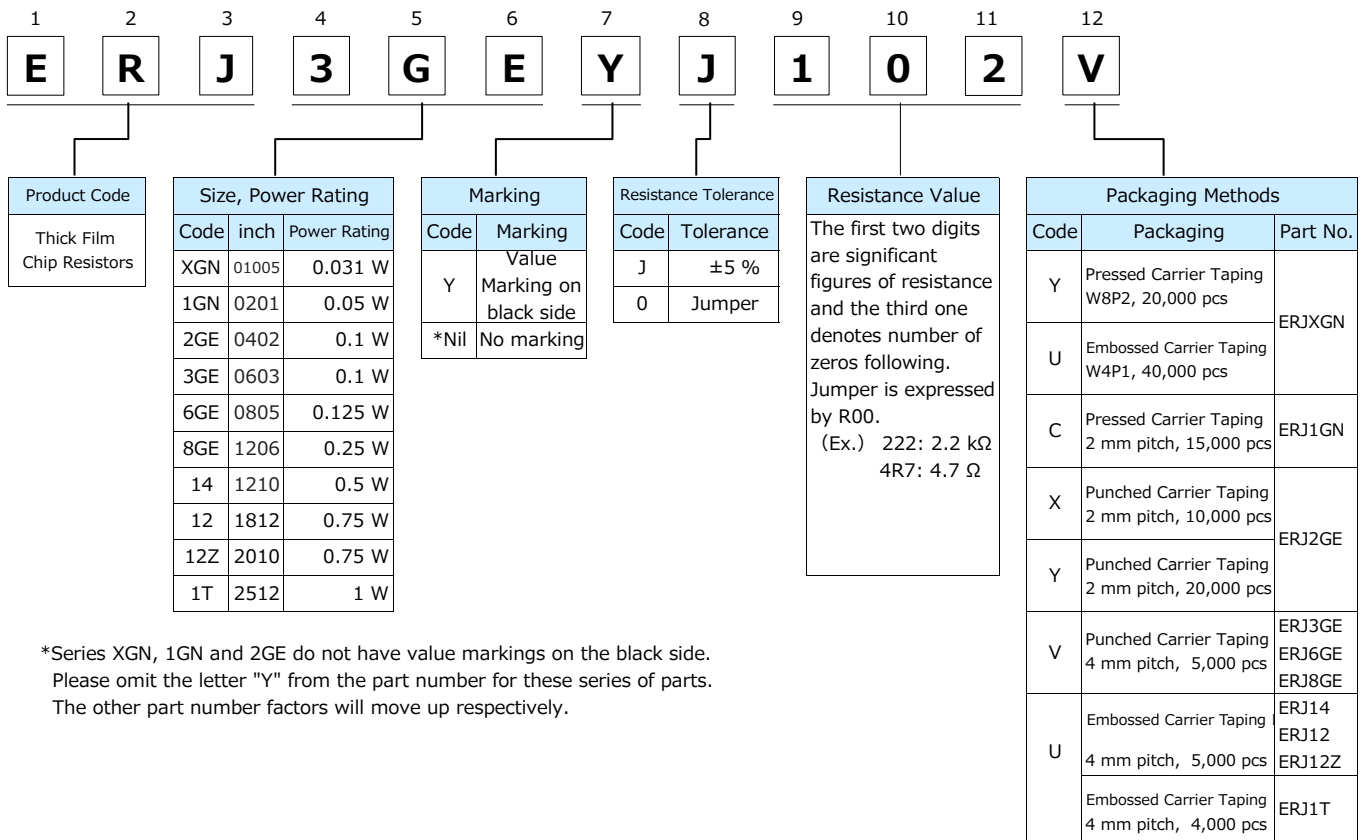 1 2 3 4 5 6 7 8 9 10 11 12
E R J 3 G E Y J 1 0 2 V
Product Code
Thick Film
Chip Resistors
Size, Power Rating
Code inch Power Rating
XGN 01005 0.031 W
1GN 0201 0.05 W
2GE 0402 0.1 W
3GE 0603 0.1 W
6GE 0805 0.125 W
8GE 1206 0.25 W
14 1210 0.5 W
12 1812 0.75 W
12Z 2010 0.75 W
1T 2512 1 W
Marking
Code Marking
Y Value
Marking on
black side
*Nil No marking
Resistance Tolerance
Code Tolerance
J ±5 %
0 Jumper
Resistance Value
The first two digits
are significant
figures of resistance
and the third one
denotes number of
zeros following.
Jumper is expressed
by R00.
(Ex.) 222: 2.2 kΩ
4R7: 4.7 Ω
Packaging Methods
Code Packaging Part No.
Y Pressed Carrier Taping
W8P2, 20,000 pcs
ERJXGN
U Embossed Carrier Taping
W4P1, 40,000 pcs
C Pressed Carrier Taping
2 mm pitch, 15,000 pcs ERJ1GN
X Punched Carrier Taping
2 mm pitch, 10,000 pcs
ERJ2GE
Y Punched Carrier Taping
2 mm pitch, 20,000 pcs
V Punched Carrier Taping
4 mm pitch, 5,000 pcs
ERJ3GE
ERJ6GE
ERJ8GE
U Embossed Carrier Taping
4 mm pitch, 5,000 pcs
ERJ14
ERJ12
ERJ12Z
Embossed Carrier Taping
4 mm pitch, 4,000 pcs ERJ1T
*Series XGN, 1GN and 2GE do not have value markings on the black side.
Please omit the letter "Y" from the part number for these series of parts.
The other part number factors will move up respectively.